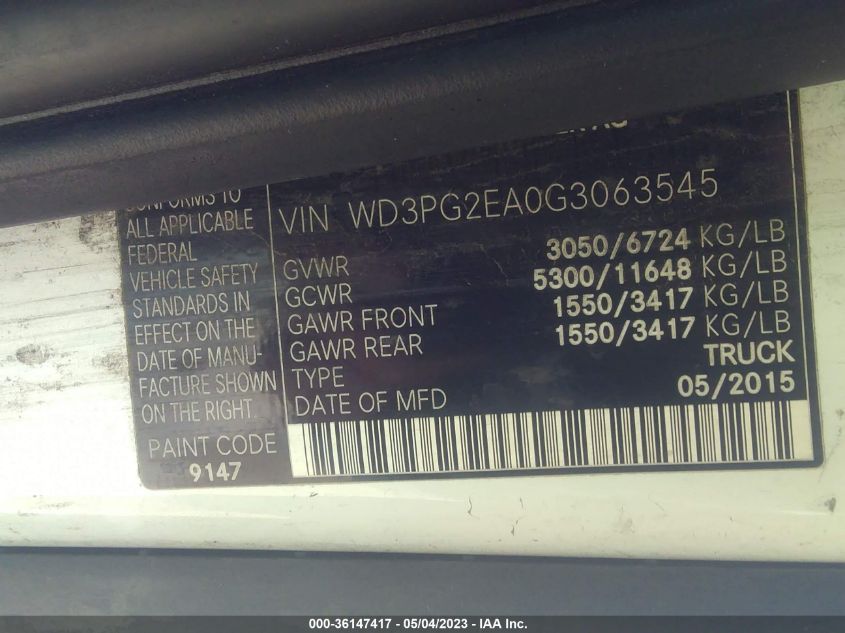 CONFORMS TO
ALL APPLICABLE
FEDERAL
VEHICLE SAFETY
STANDARDS IN
EFFECT ON THE
DATE OF MANU-
FACTURE SHOWN
ON THE RIGHT.
PAINT CODE
9147
VIN WD3PG2EA0G3063545
GVWR 3050/6724 KG/LB
GCWR 5300/11648 KG/LB
GAWR FRONT 1550/3417 KG/LB
GAWR REAR 1550/3417 KG/LB
TYPE TRUCK
DATE OF MFD 05/2015
000-36147417 - 05/04/2023 - IAA Inc.